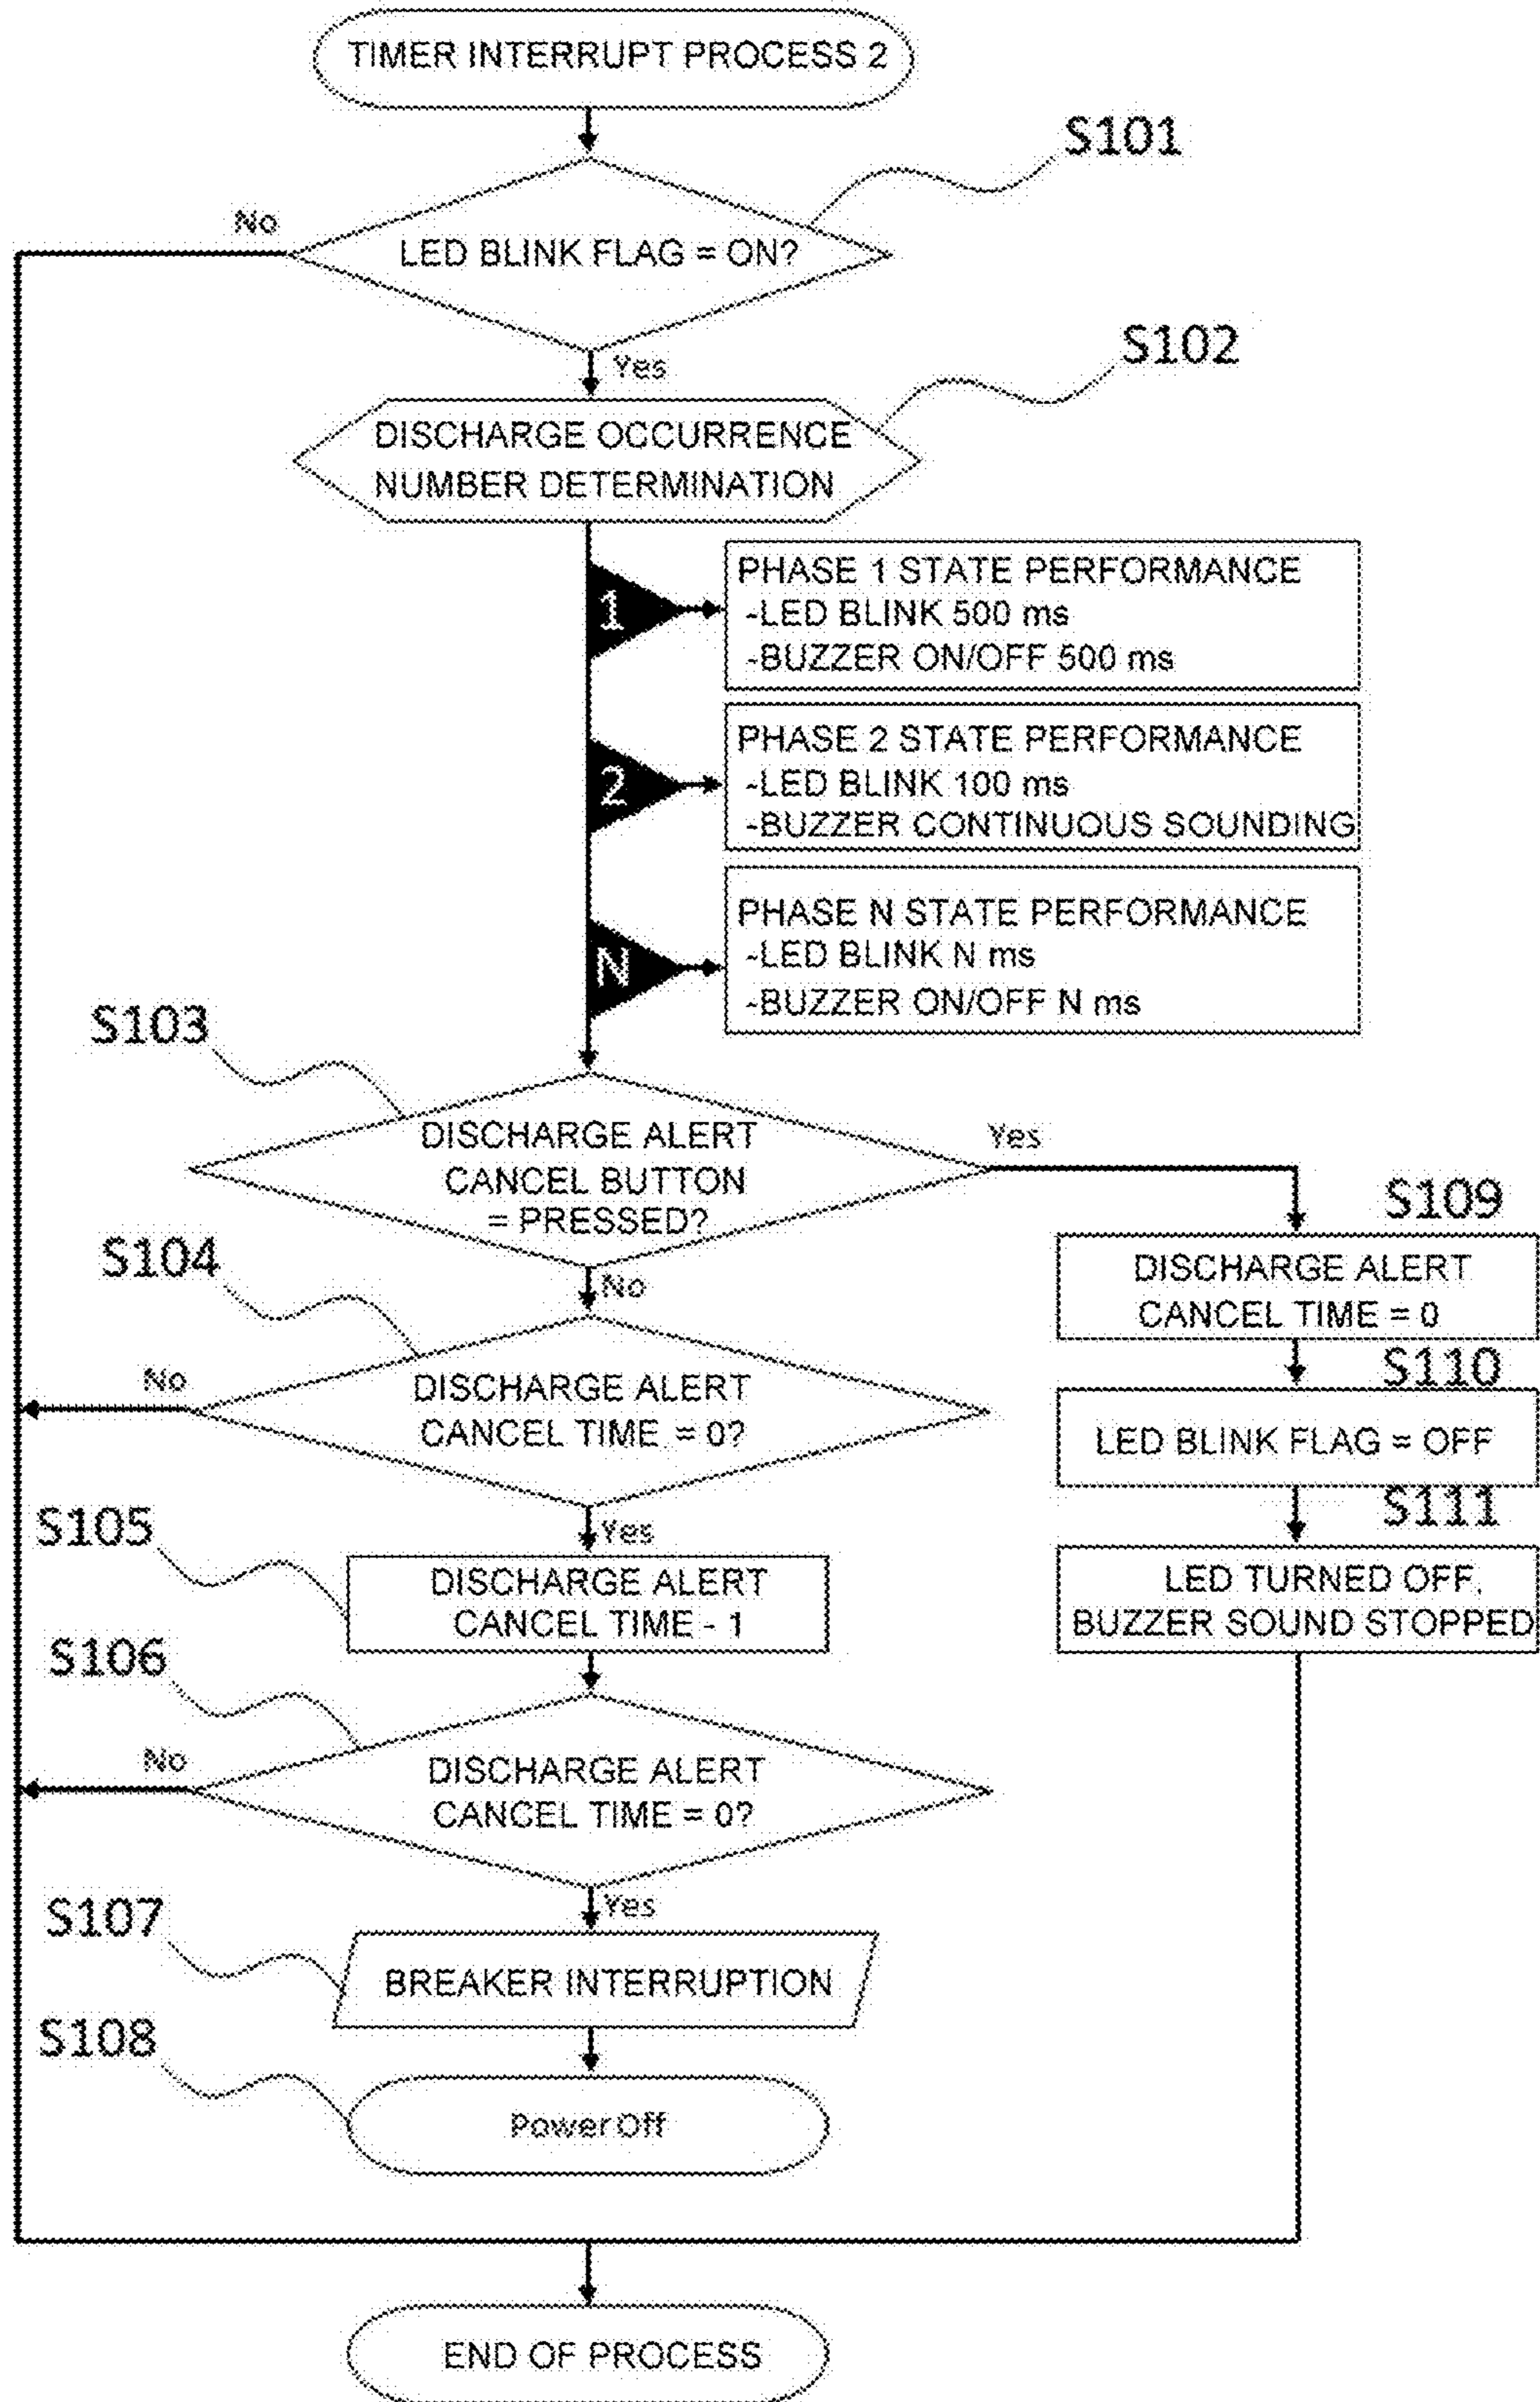 TIMER INTERRUPT PROCESS 2
S101
No
LED BLINK FLAG = ON?
Yes
S102
DISCHARGE OCCURRENCE
NUMBER DETERMINATION
1
PHASE 1 STATE PERFORMANCE
-LED BLINK 500 ms
-BUZZER ON/OFF 500 ms
2
PHASE 2 STATE PERFORMANCE
-LED BLINK 100 ms
-BUZZER CONTINUOUS SOUNDING
N
PHASE N STATE PERFORMANCE
-LED BLINK N ms
-BUZZER ON/OFF N ms
S103
DISCHARGE ALERT
CANCEL BUTTON
= PRESSED?
Yes
No
S109
DISCHARGE ALERT
CANCEL TIME = 0
S104
DISCHARGE ALERT
CANCEL TIME = 0?
No
Yes
S110
LED BLINK FLAG = OFF
S105
DISCHARGE ALERT
CANCEL TIME - 1
S111
LED TURNED OFF,
BUZZER SOUND STOPPED
S106
No
DISCHARGE ALERT
CANCEL TIME = 0?
Yes
S107
BREAKER INTERRUPTION
S108
Power Off
END OF PROCESS